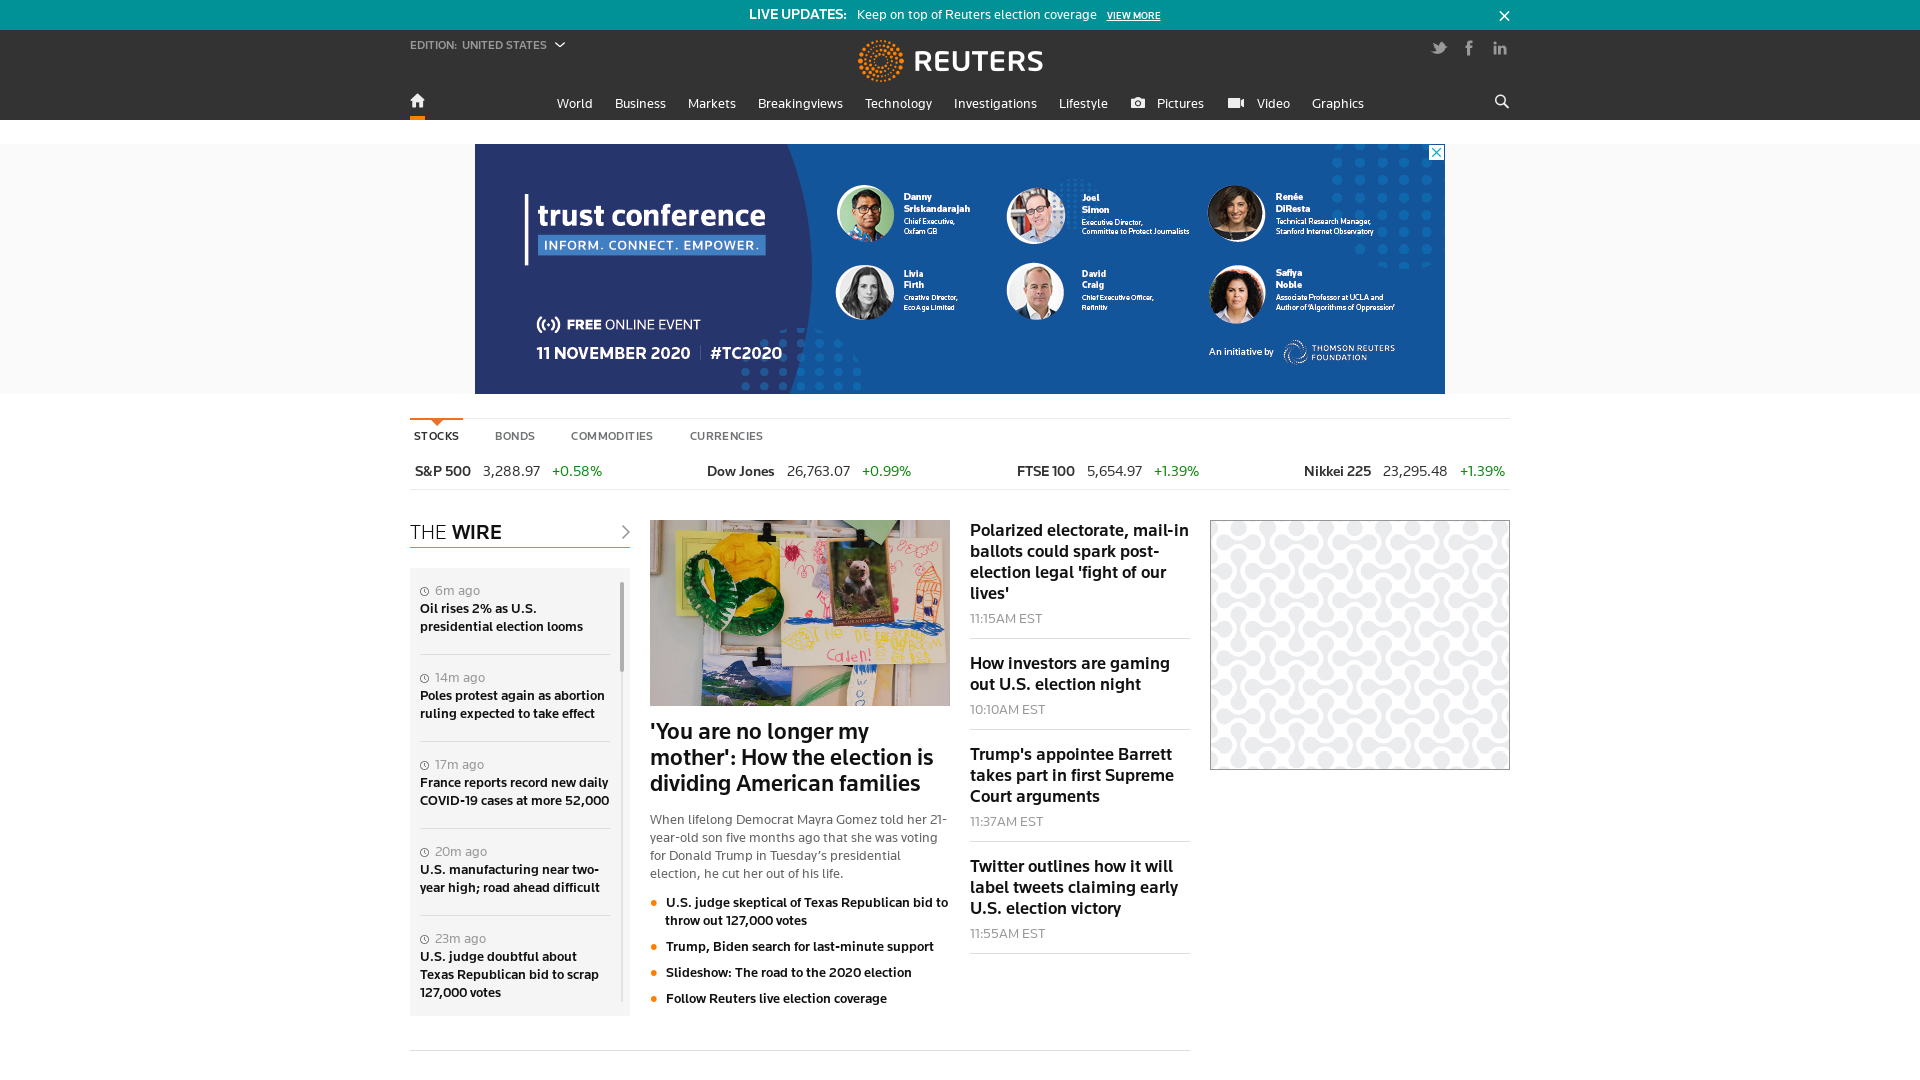 LIVE UPDATES: Keep on top of Reuters election coverage VIEW MORE
EDITION: UNITED STATES
REUTERS
World Business Markets Breakingviews Technology Investigations Lifestyle Pictures Video Graphics
trust conference
INFORM. CONNECT. EMPOWER.
FREE ONLINE EVENT
11 NOVEMBER 2020 #TC2020
Danny
Sriskandarajah
Chief Executive,
Oxfam GB
Joel
Simon
Executive Director,
Committee to Protect Journalists
Renée
DiResta
Technical Research Manager,
Stanford Internet Observatory
Livia
Firth
Creative Director,
Eco Age Limited
David
Craig
Chief Executive Officer,
Refinitiv
Safiya
Noble
Associate Professor at UCLA and
Author of 'Algorithms of Oppression'
An initiative by THOMSON REUTERS
FOUNDATION
STOCKS BONDS COMMODITIES CURRENCIES
S&P 500 3,288.97 +0.58% Dow Jones 26,763.07 +0.99% FTSE 100 5,654.97 +1.39% Nikkei 225 23,295.48 +1.39%
THE WIRE
6m ago
Oil rises 2% as U.S.
presidential election looms
14m ago
Poles protest again as abortion
ruling expected to take effect
17m ago
France reports record new daily
COVID-19 cases at more 52,000
20m ago
U.S. manufacturing near two-
year high; road ahead difficult
23m ago
U.S. judge doubtful about
Texas Republican bid to scrap
127,000 votes
Caden!
'You are no longer my
mother': How the election is
dividing American families
When lifelong Democrat Mayra Gomez told her 21-
year-old son five months ago that she was voting
for Donald Trump in Tuesday’s presidential
election, he cut her out of his life.
U.S. judge skeptical of Texas Republican bid to
throw out 127,000 votes
Trump, Biden search for last-minute support
Slideshow: The road to the 2020 election
Follow Reuters live election coverage
Polarized electorate, mail-in
ballots could spark post-
election legal 'fight of our
lives'
11:15AM EST
How investors are gaming
out U.S. election night
10:10AM EST
Trump's appointee Barrett
takes part in first Supreme
Court arguments
11:37AM EST
Twitter outlines how it will
label tweets claiming early
U.S. election victory
11:55AM EST